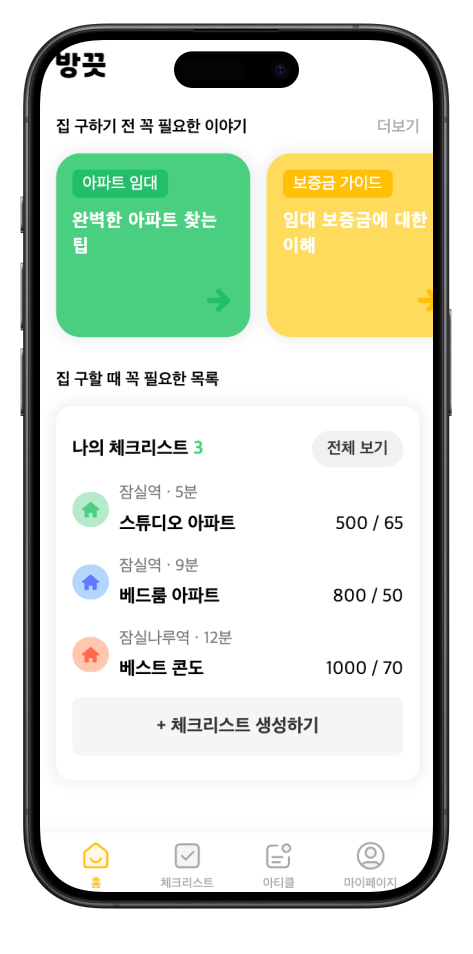 방끗
집 구하기 전 꼭 필요한 이야기
더보기
아파트 임대
완벽한 아파트 찾는
팁
보증금 가이드
임대 보증금에 대한
이해
집 구할 때 꼭 필요한 목록
나의 체크리스트 3
전체 보기
잠실역 · 5분
스튜디오 아파트
500 / 65
잠실역 · 9분
베드룸 아파트
800 / 50
잠실나루역 · 12분
베스트 콘도
1000 / 70
+ 체크리스트 생성하기
홈
체크리스트
아티클
마이페이지